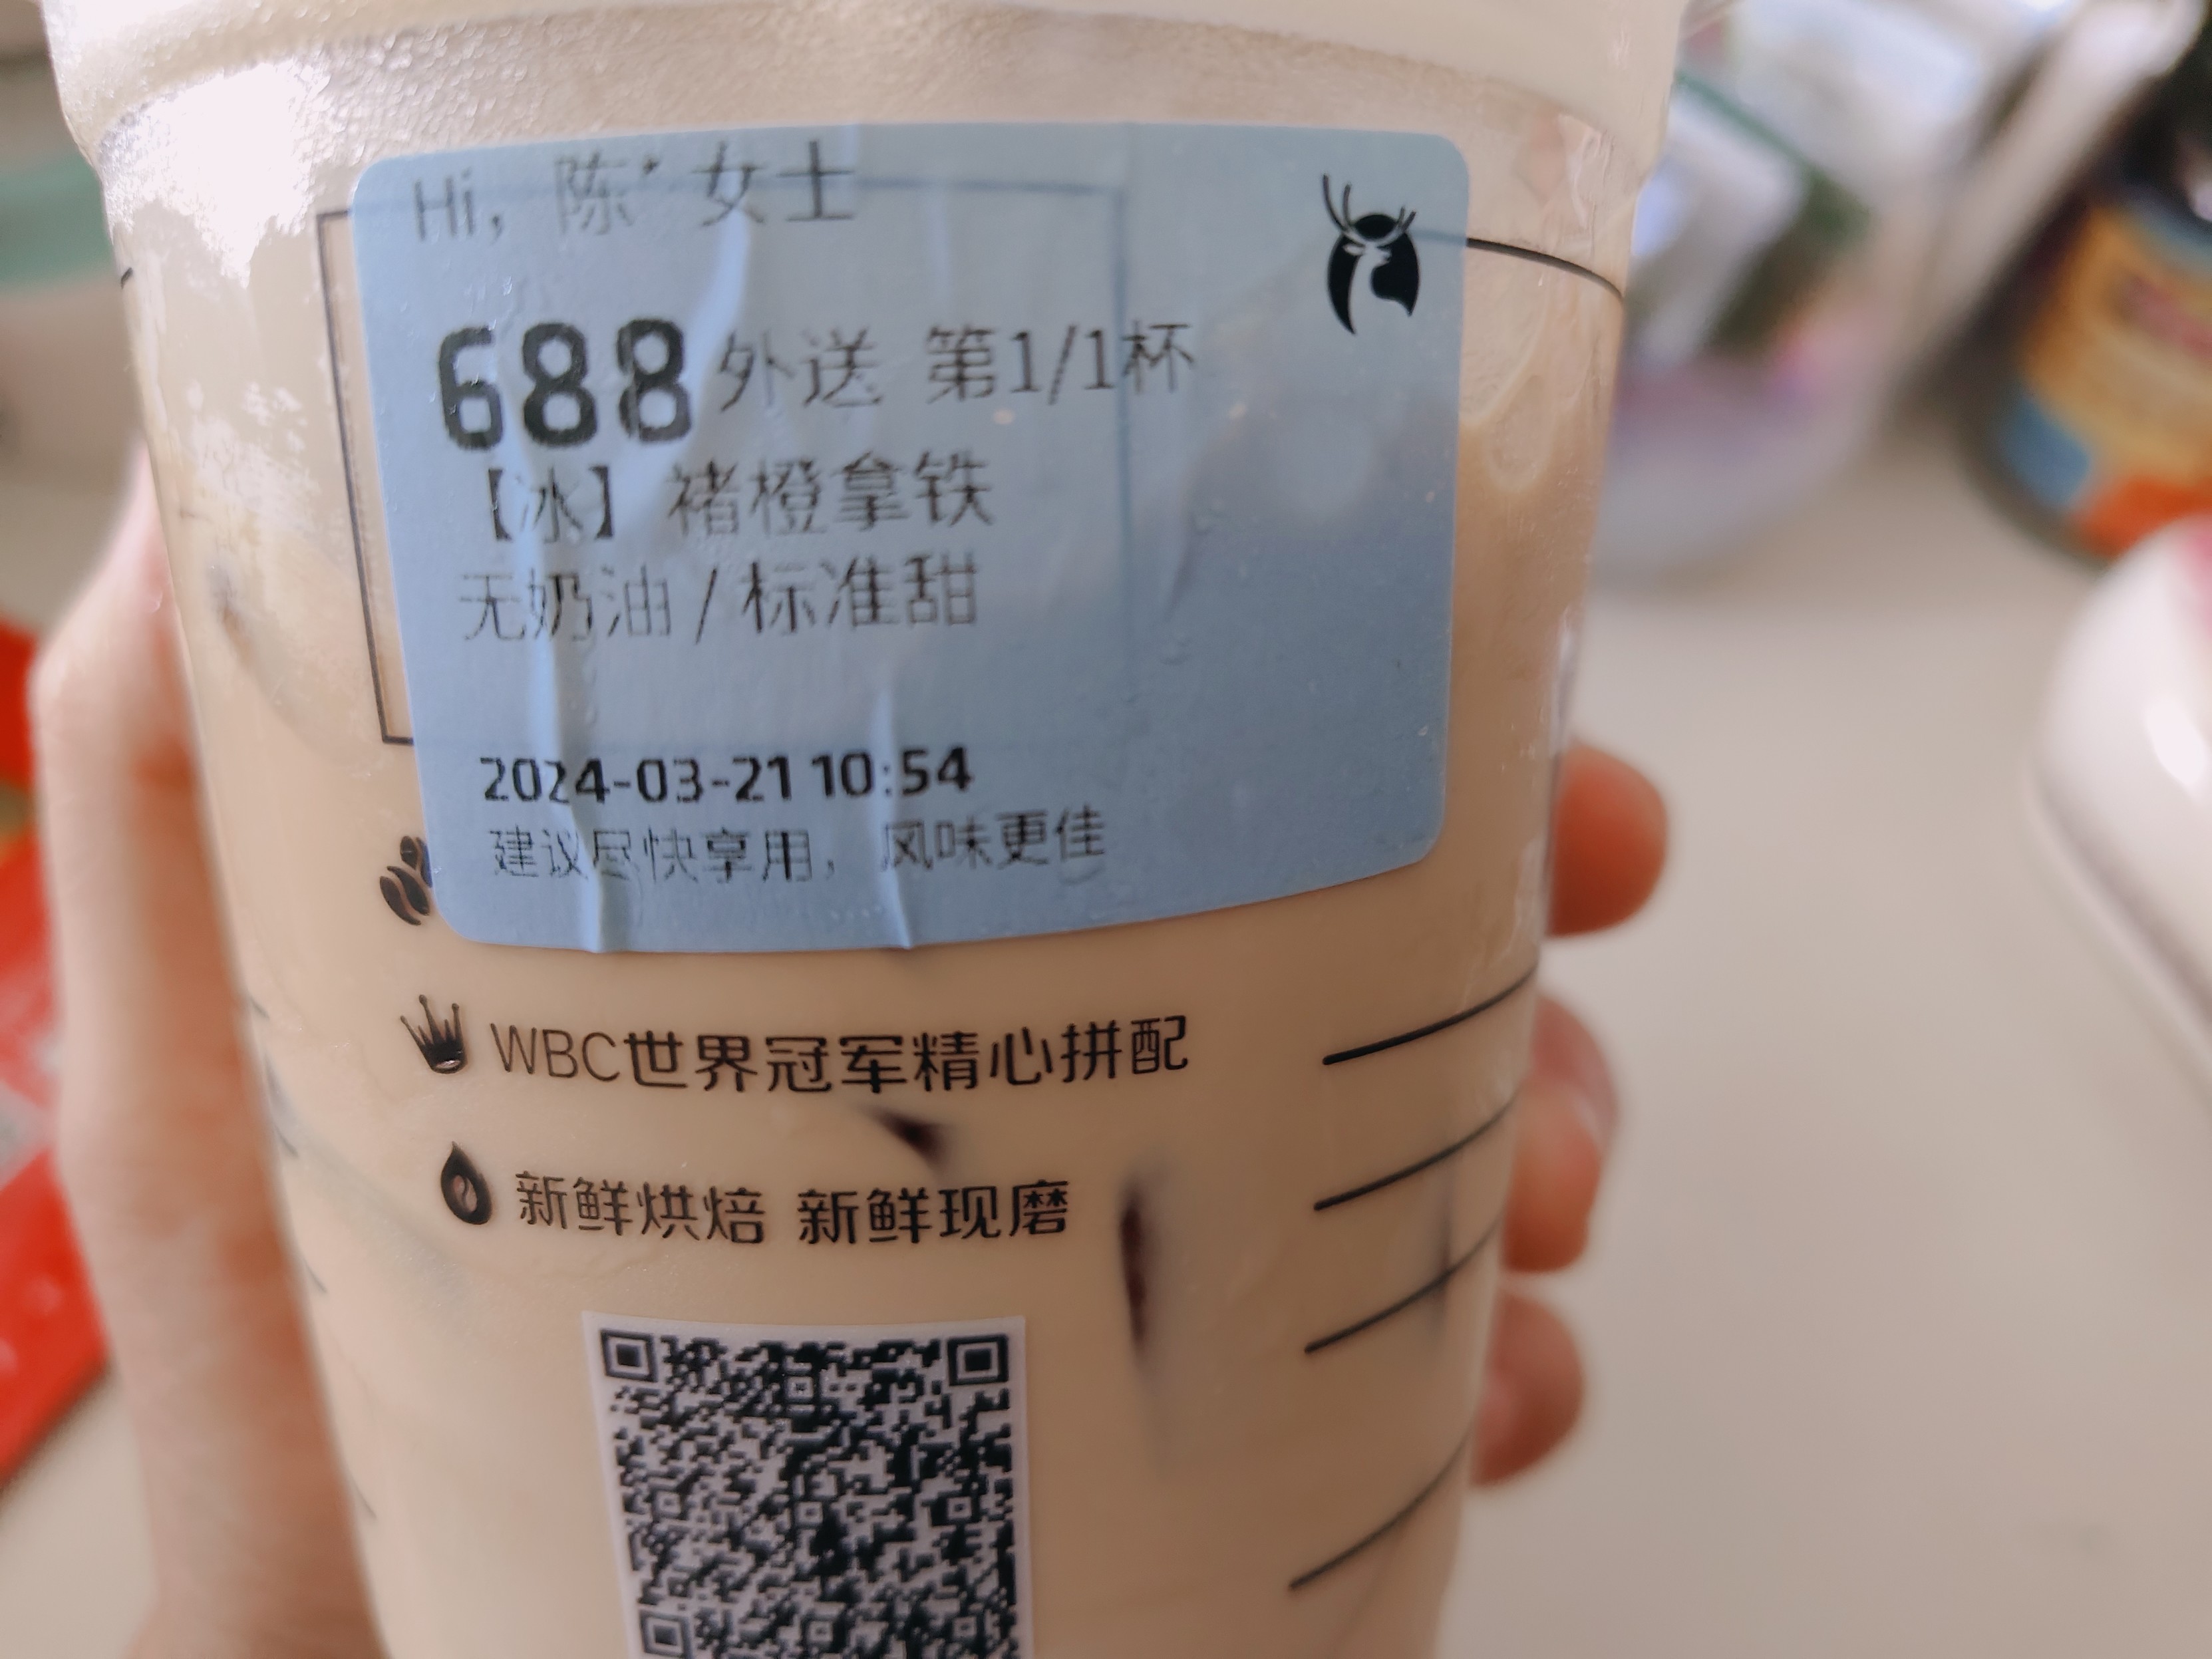 Hi，陈*女士
688外送 第1/1杯
【冰】褚橙拿铁
无奶油/标准甜
2024-03-21 10:54
建议尽快享用，风味更佳
WBC世界冠军精心拼配
新鲜烘焙 新鲜现磨